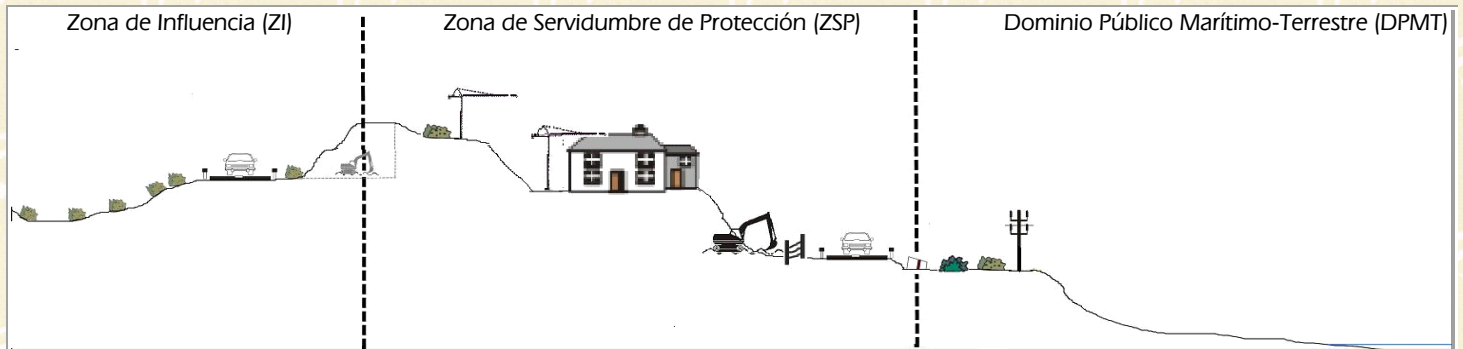 Zona de Influencia (ZI)
Zona de Servidumbre de Protección (ZSP)
Dominio Público Marítimo-Terrestre (DPMT)